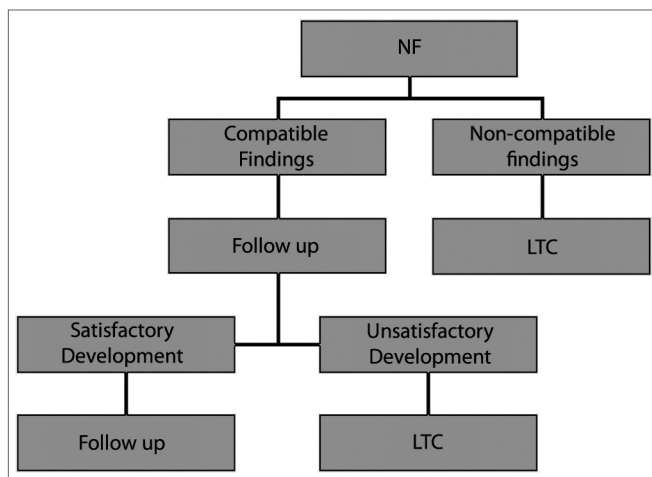 NF
Compatible
Findings
Non-compatible
findings
Follow up
LTC
Satisfactory
Development
Unsatisfactory
Development
Follow up
LTC